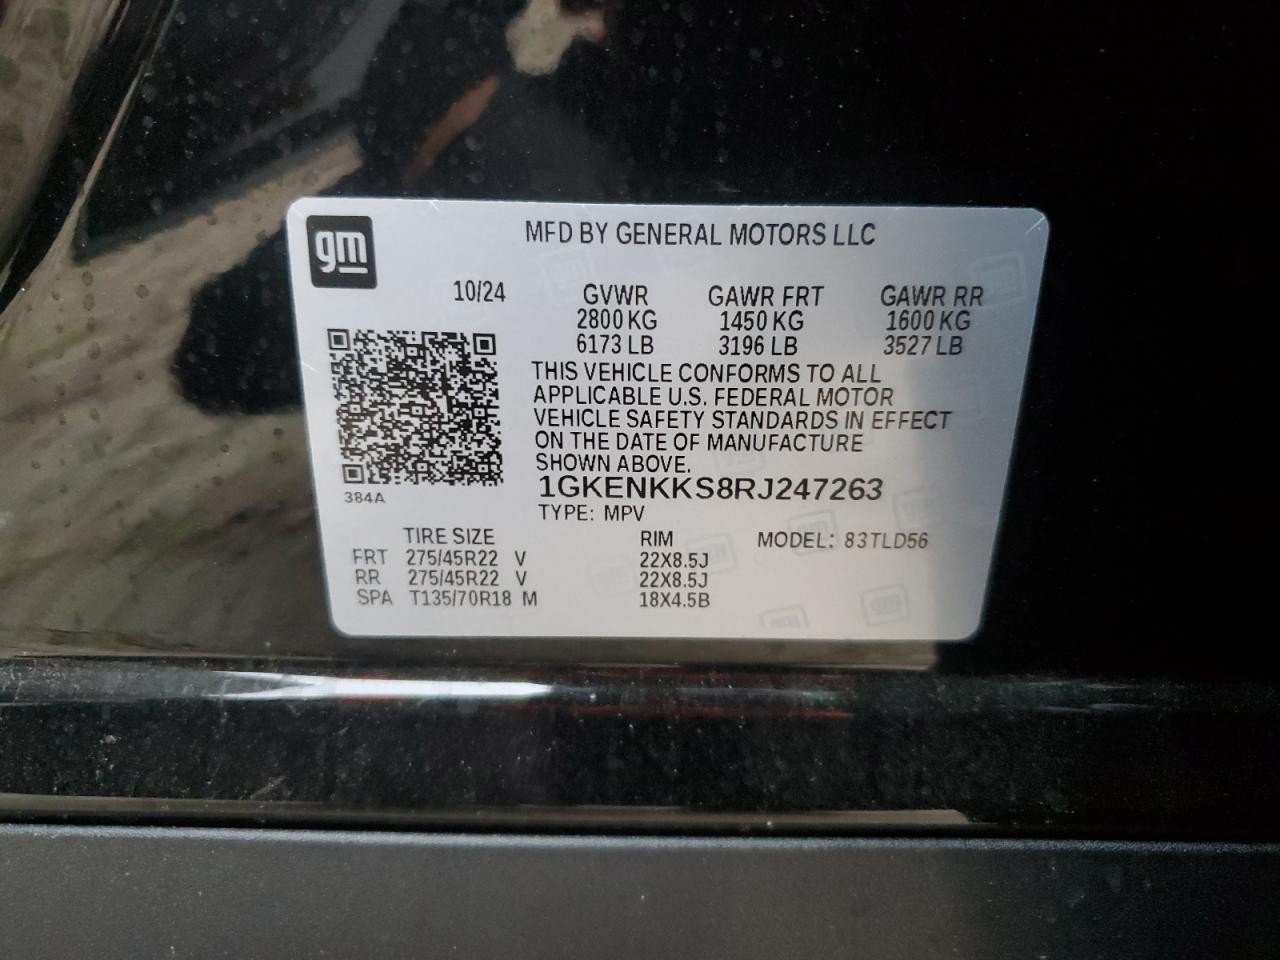 gm
MFD BY GENERAL MOTORS LLC
10/24 GVWR GAWR FRT GAWR RR
2800 KG 1450 KG 1600 KG
6173 LB 3196 LB 3527 LB
THIS VEHICLE CONFORMS TO ALL
APPLICABLE U.S. FEDERAL MOTOR
VEHICLE SAFETY STANDARDS IN EFFECT
ON THE DATE OF MANUFACTURE
SHOWN ABOVE.
384A
1GKENKKS8RJ247263
TYPE: MPV
TIRE SIZE RIM MODEL: 83TLD56
FRT 275/45R22 V 22X8.5J
RR 275/45R22 V 22X8.5J
SPA T135/70R18 M 18X4.5B